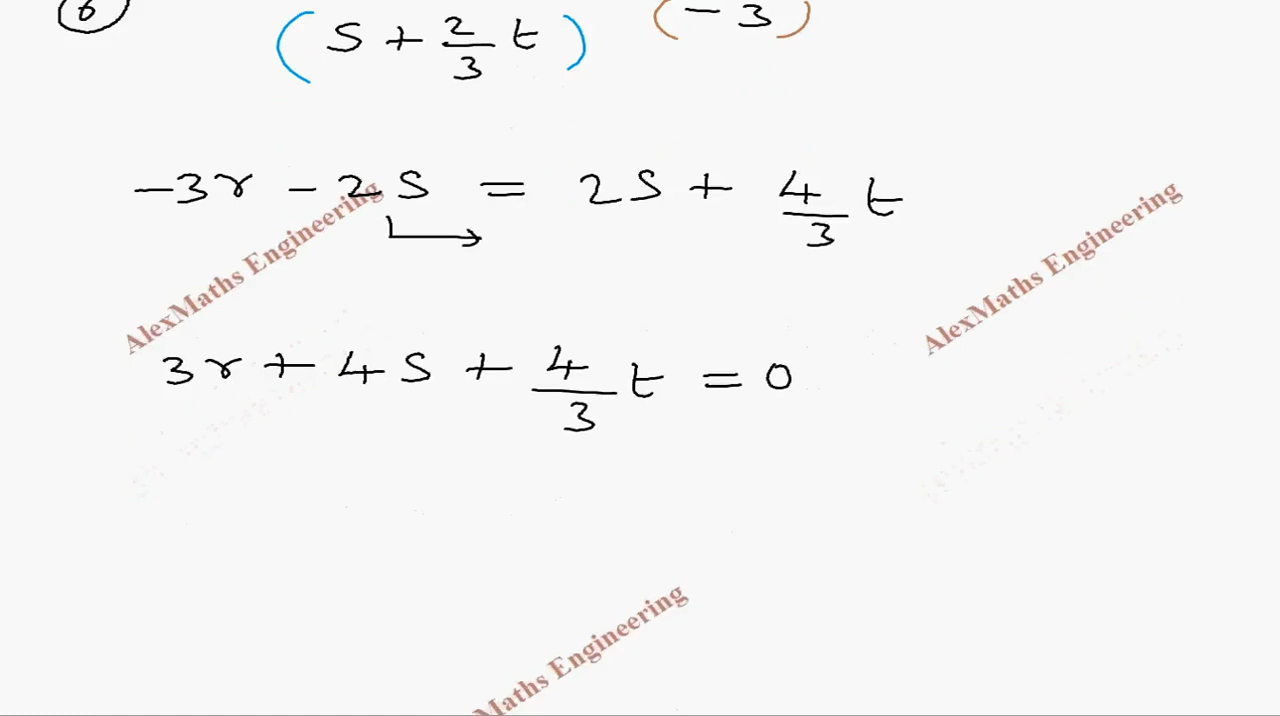 6
(s + 2/3 t) (-3)
-3r - 2s = 2s + 4/3 t
3r + 4s + 4/3 t = 0
AlexMaths Engineering
AlexMaths Engineering
Maths Engineering